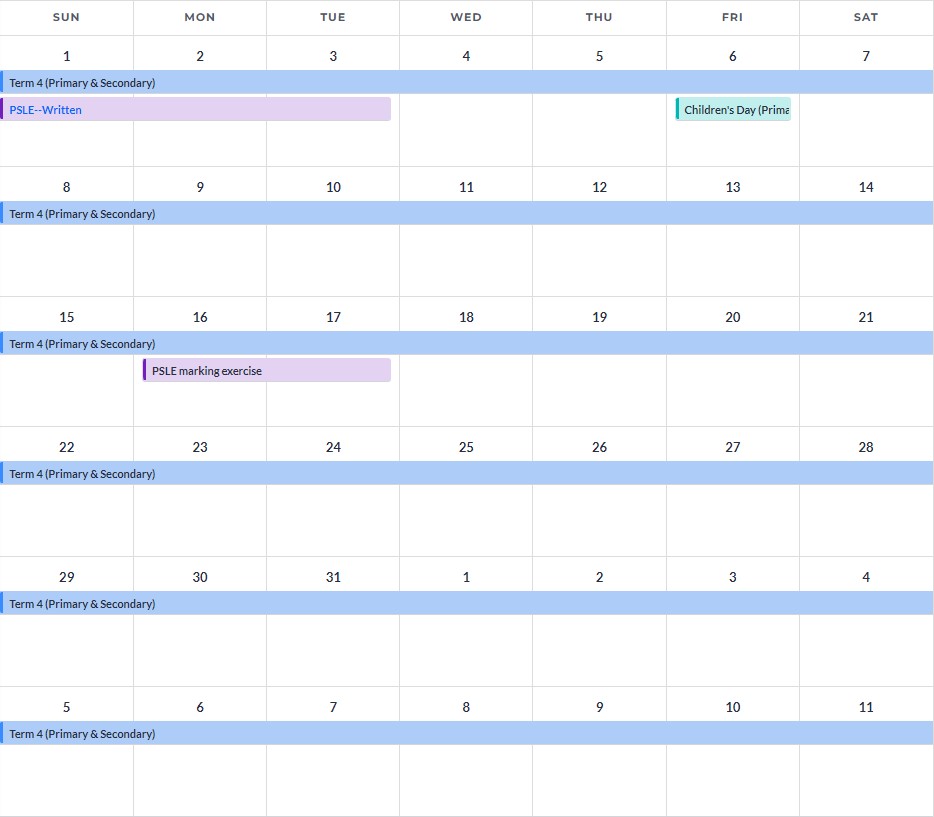 SUN MON TUE WED THU FRI SAT
1 2 3 4 5 6 7
Term 4 (Primary & Secondary)
PSLE--Written Children's Day (Prima
8 9 10 11 12 13 14
Term 4 (Primary & Secondary)
15 16 17 18 19 20 21
Term 4 (Primary & Secondary)
PSLE marking exercise
22 23 24 25 26 27 28
Term 4 (Primary & Secondary)
29 30 31 1 2 3 4
Term 4 (Primary & Secondary)
5 6 7 8 9 10 11
Term 4 (Primary & Secondary)